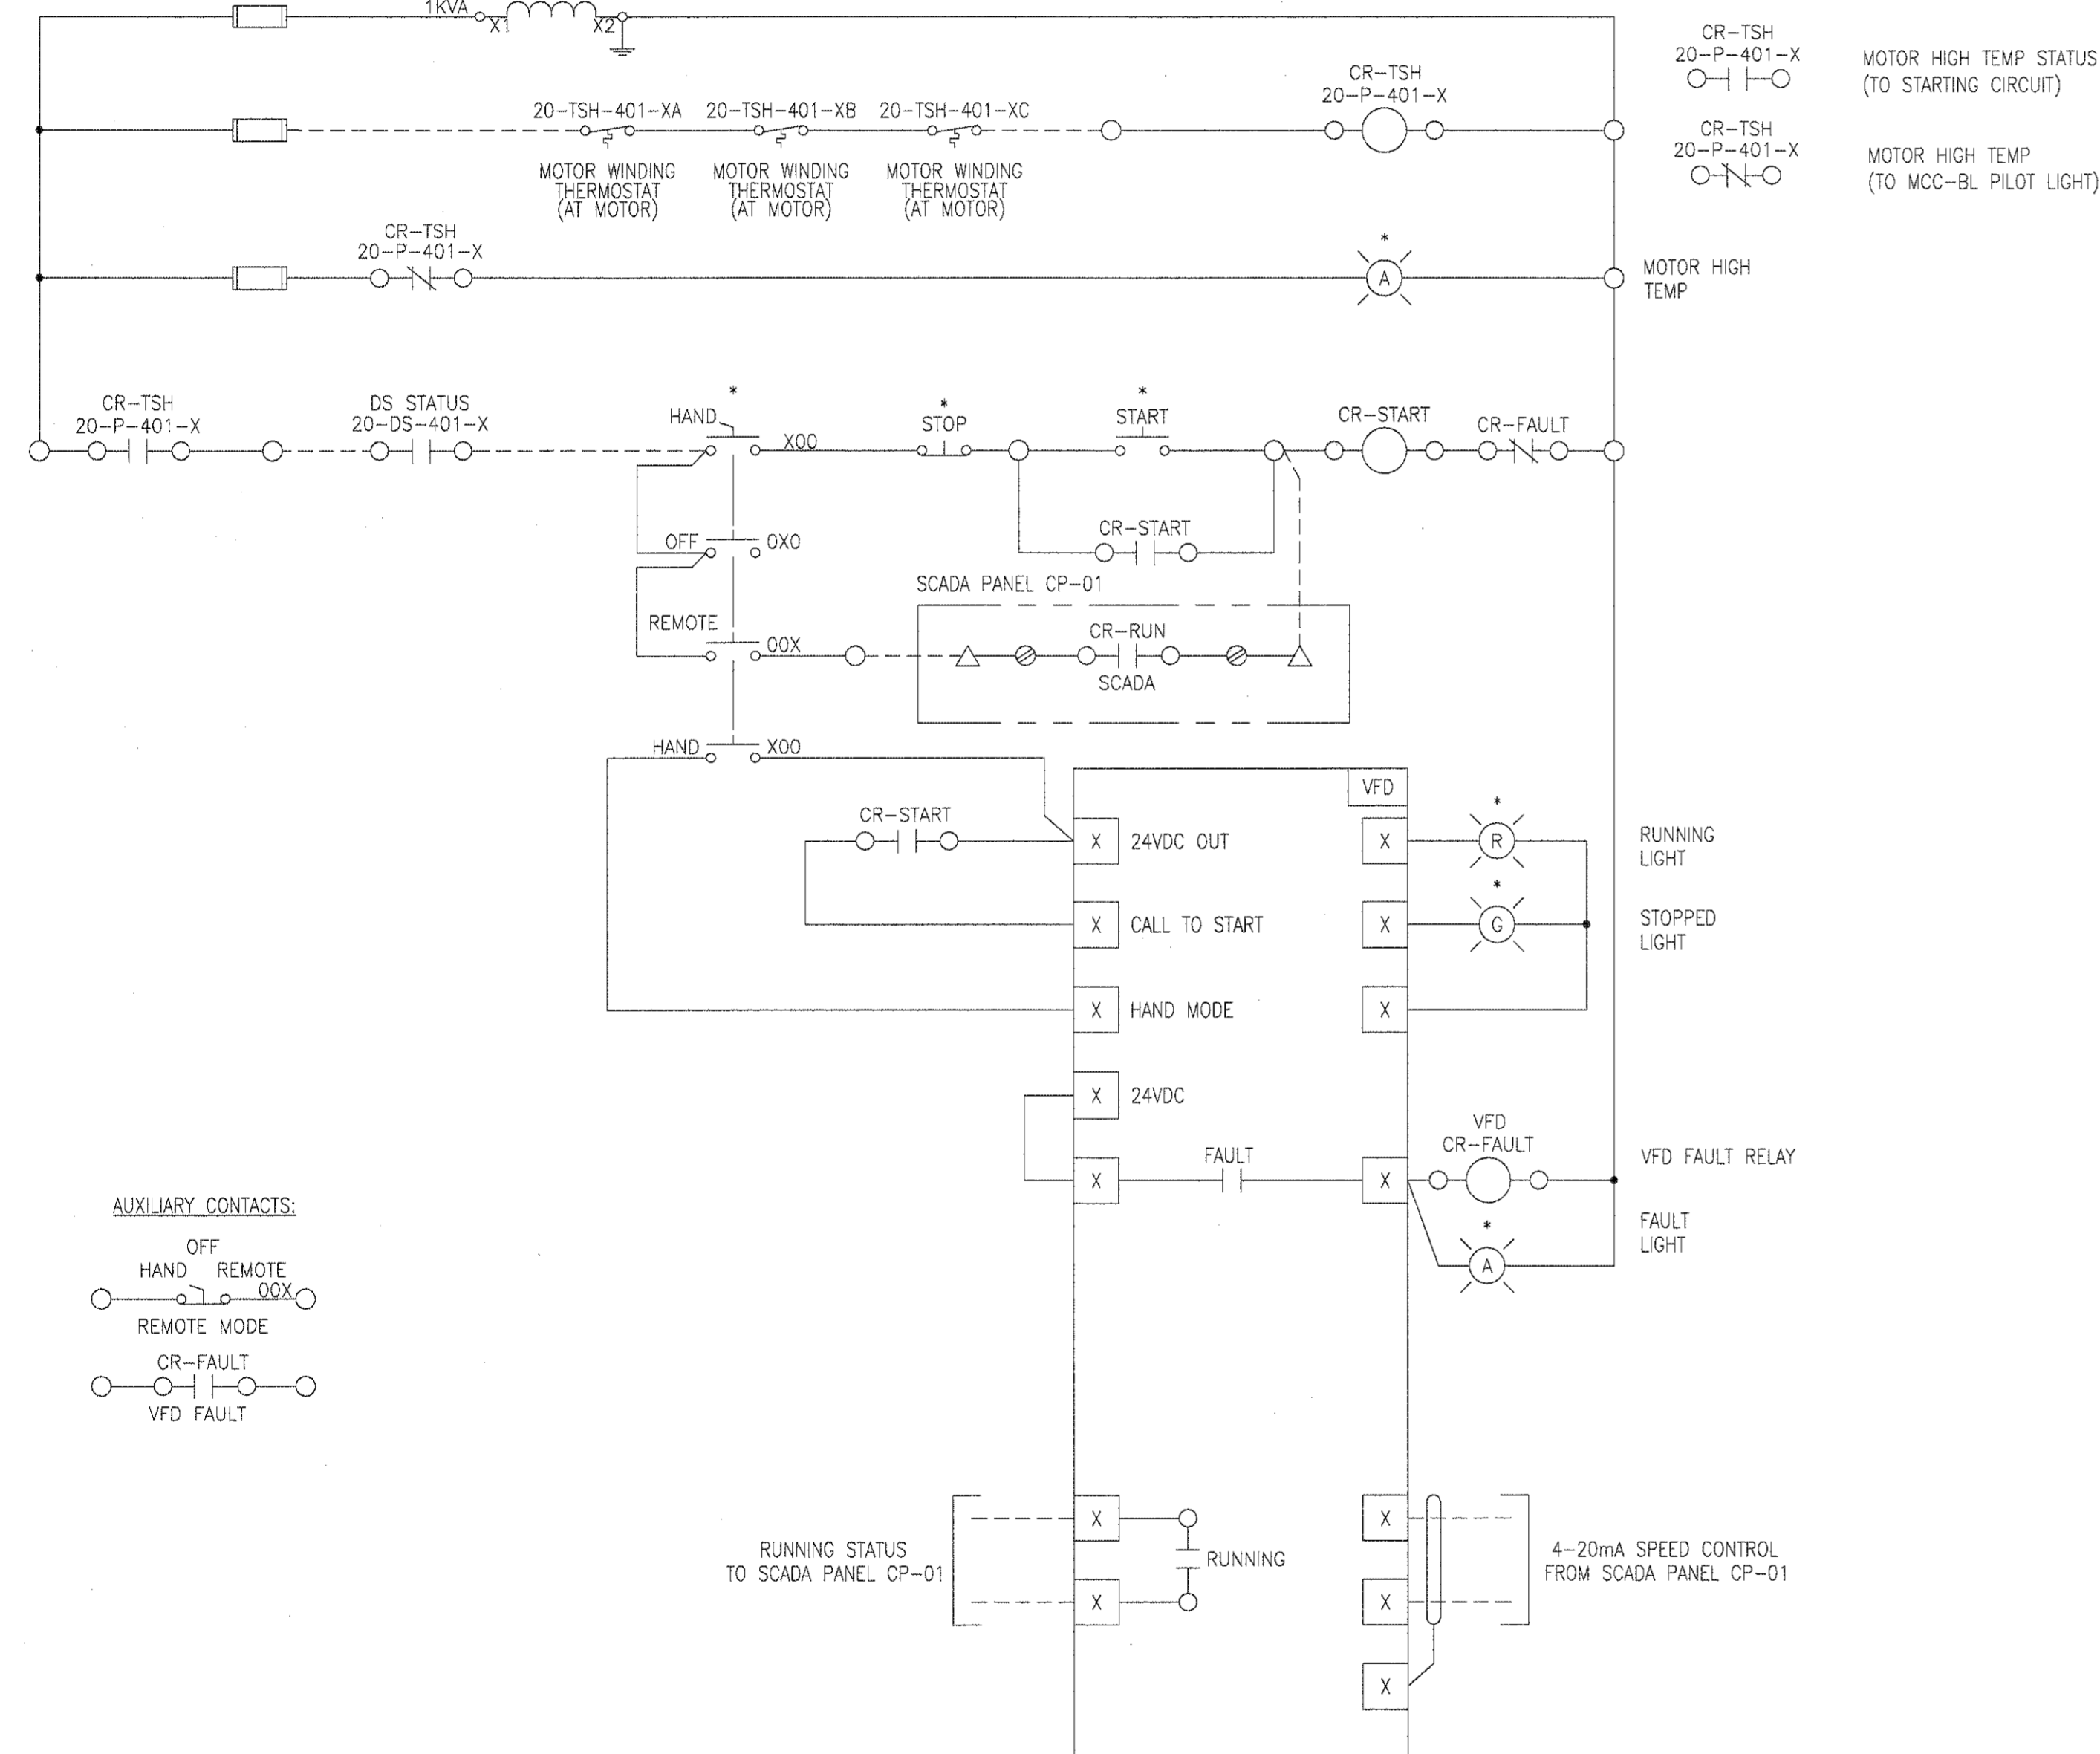 1KVA
X1 X2
CR-TSH
20-P-401-X
MOTOR HIGH TEMP STATUS
(TO STARTING CIRCUIT)
CR-TSH
20-P-401-X
MOTOR HIGH TEMP
(TO MCC-BL PILOT LIGHT)
20-TSH-401-XA 20-TSH-401-XB 20-TSH-401-XC
MOTOR WINDING
THERMOSTAT
(AT MOTOR)
MOTOR WINDING
THERMOSTAT
(AT MOTOR)
MOTOR WINDING
THERMOSTAT
(AT MOTOR)
CR-TSH
20-P-401-X
CR-TSH
20-P-401-X
*
A
MOTOR HIGH
TEMP
CR-TSH
20-P-401-X
DS STATUS
20-DS-401-X
*
HAND
X00
*
STOP
*
START
CR-START
CR-FAULT
CR-START
OFF 0X0
REMOTE
00X
SCADA PANEL CP-01
CR-RUN
SCADA
HAND X00
VFD
CR-START
X 24VDC OUT
X CALL TO START
X HAND MODE
X 24VDC
X
FAULT
X
*
R
RUNNING
LIGHT
X
*
G
STOPPED
LIGHT
X
X
VFD
CR-FAULT
VFD FAULT RELAY
*
A
FAULT
LIGHT
AUXILIARY CONTACTS:
OFF
HAND REMOTE
00X
REMOTE MODE
CR-FAULT
VFD FAULT
RUNNING STATUS
TO SCADA PANEL CP-01
X
X
RUNNING
X
X
X
4-20mA SPEED CONTROL
FROM SCADA PANEL CP-01